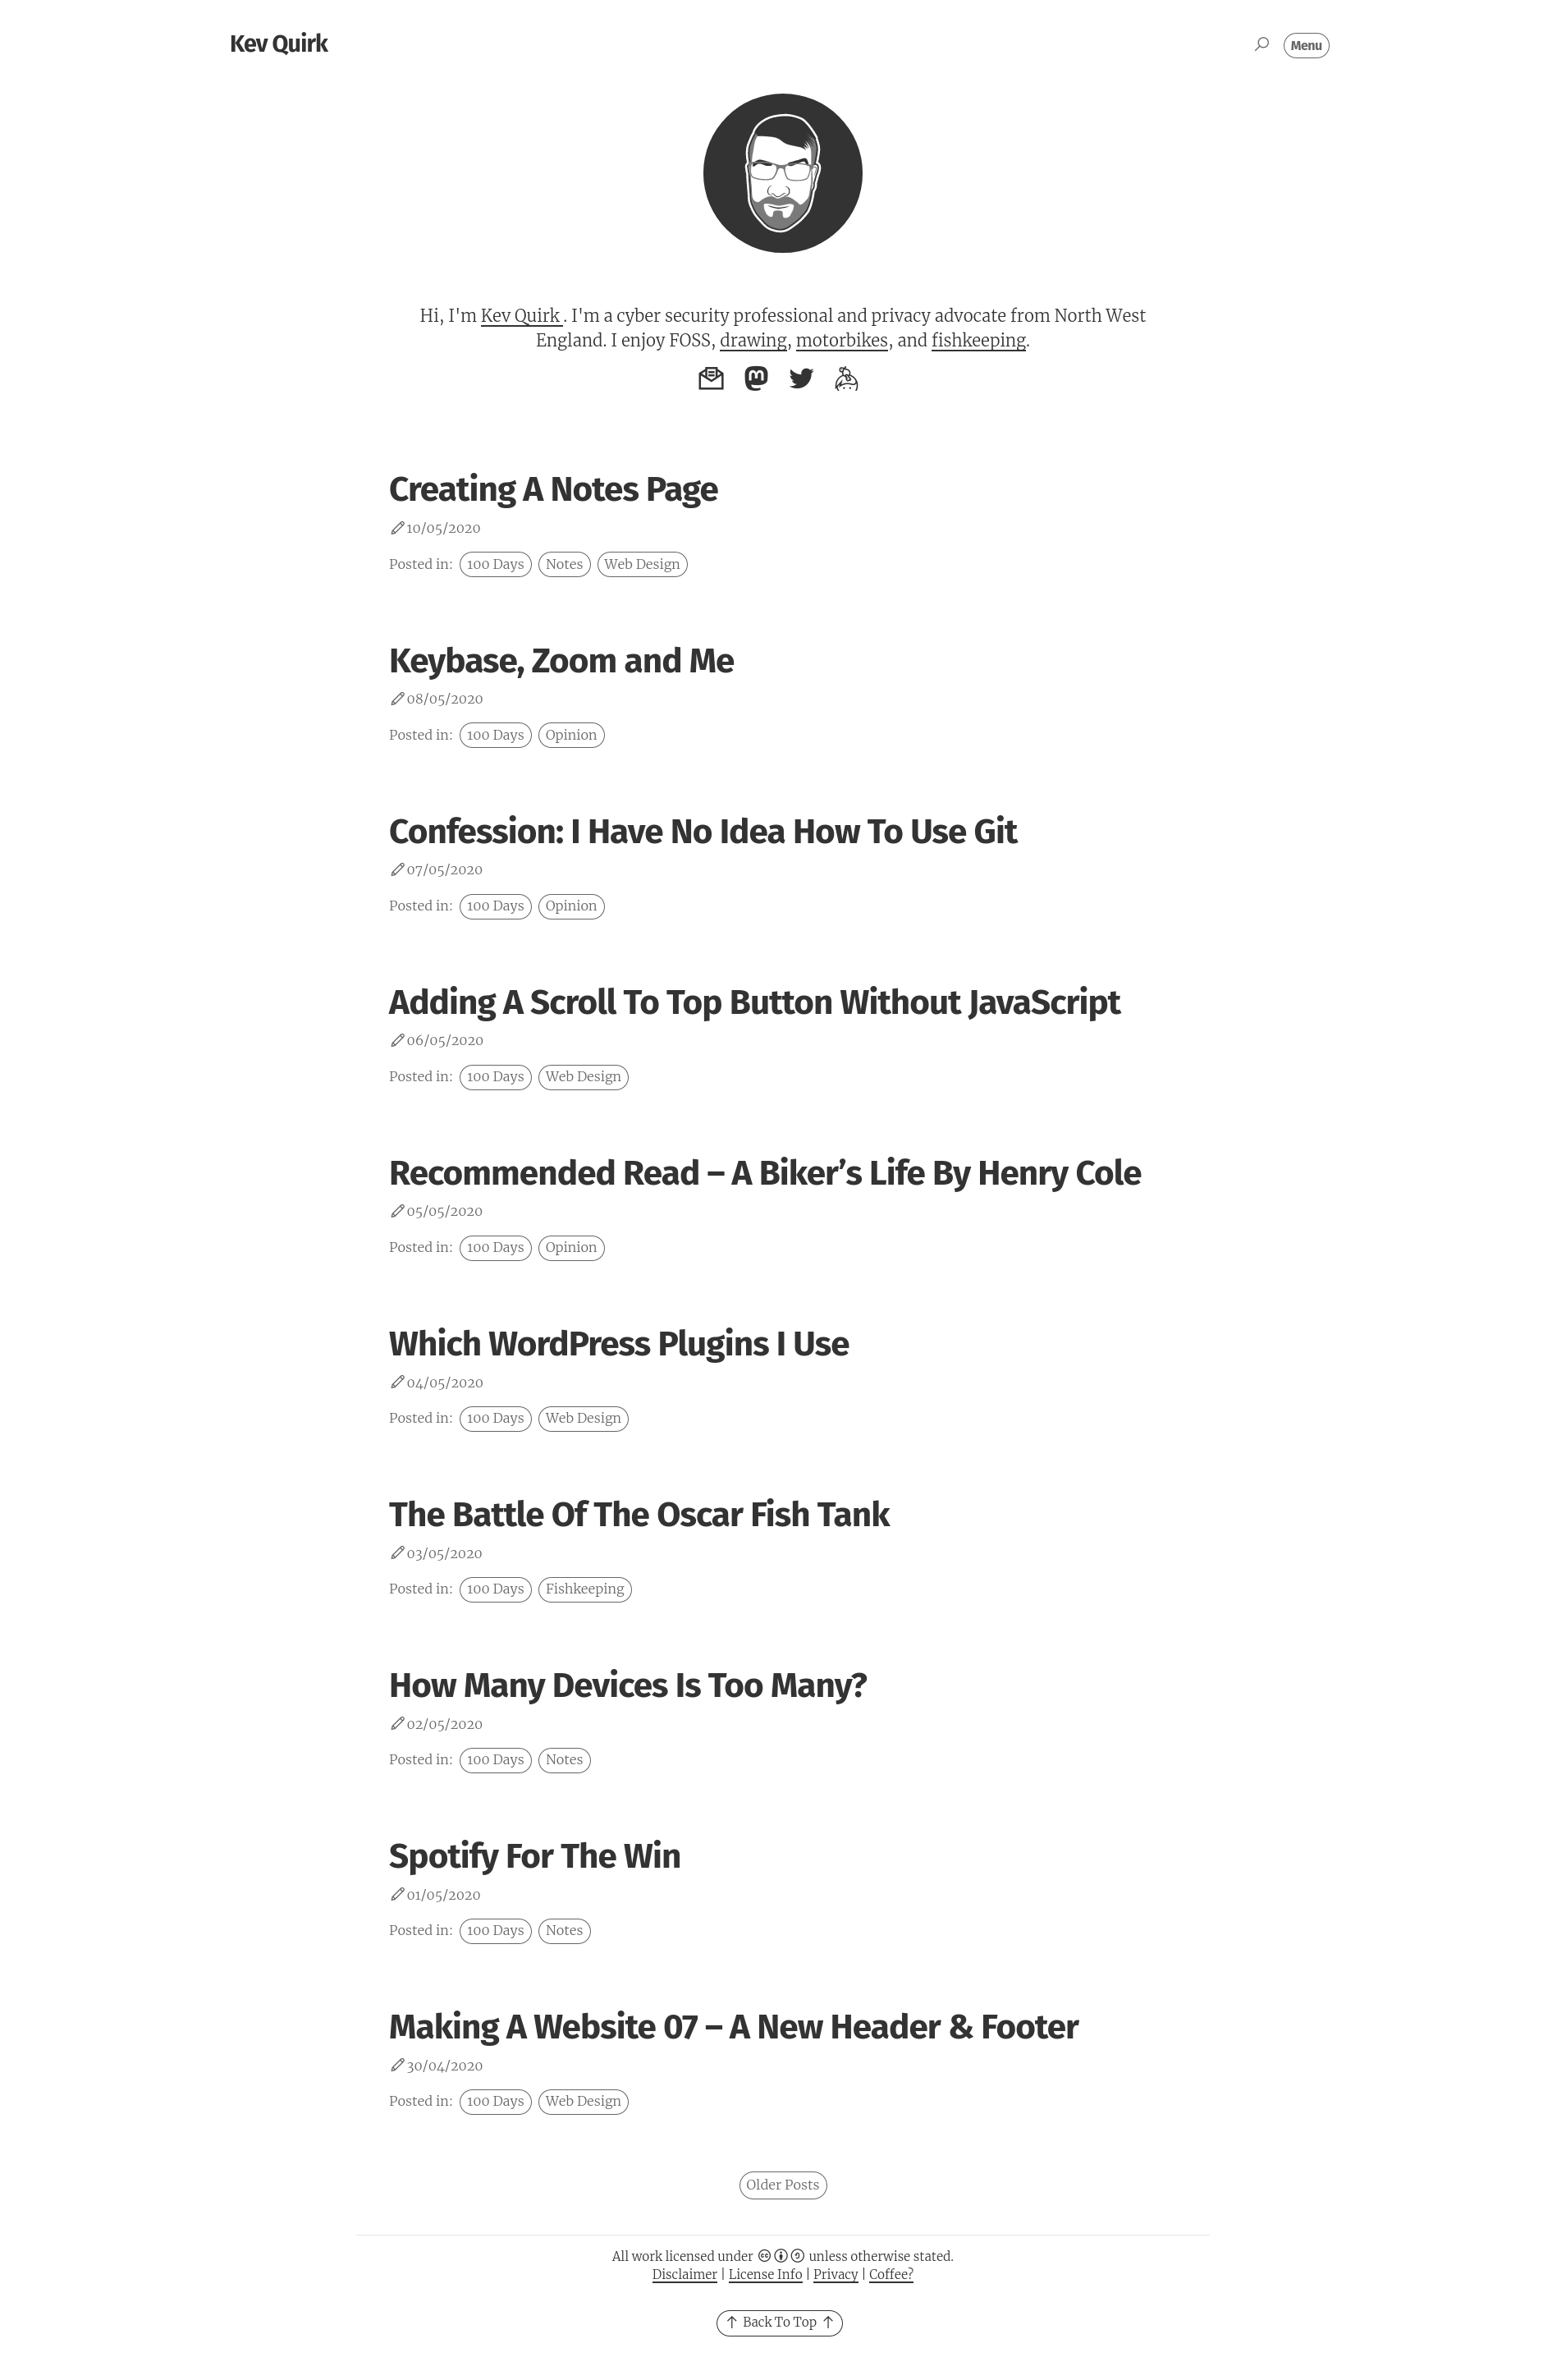 Kev Quirk
Menu
Hi, I'm Kev Quirk . I'm a cyber security professional and privacy advocate from North West
England. I enjoy FOSS, drawing, motorbikes, and fishkeeping.
Creating A Notes Page
10/05/2020
Posted in: 100 Days Notes Web Design
Keybase, Zoom and Me
08/05/2020
Posted in: 100 Days Opinion
Confession: I Have No Idea How To Use Git
07/05/2020
Posted in: 100 Days Opinion
Adding A Scroll To Top Button Without JavaScript
06/05/2020
Posted in: 100 Days Web Design
Recommended Read – A Biker’s Life By Henry Cole
05/05/2020
Posted in: 100 Days Opinion
Which WordPress Plugins I Use
04/05/2020
Posted in: 100 Days Web Design
The Battle Of The Oscar Fish Tank
03/05/2020
Posted in: 100 Days Fishkeeping
How Many Devices Is Too Many?
02/05/2020
Posted in: 100 Days Notes
Spotify For The Win
01/05/2020
Posted in: 100 Days Notes
Making A Website 07 – A New Header & Footer
30/04/2020
Posted in: 100 Days Web Design
Older Posts
All work licensed under unless otherwise stated.
Disclaimer | License Info | Privacy | Coffee?
↑ Back To Top ↑